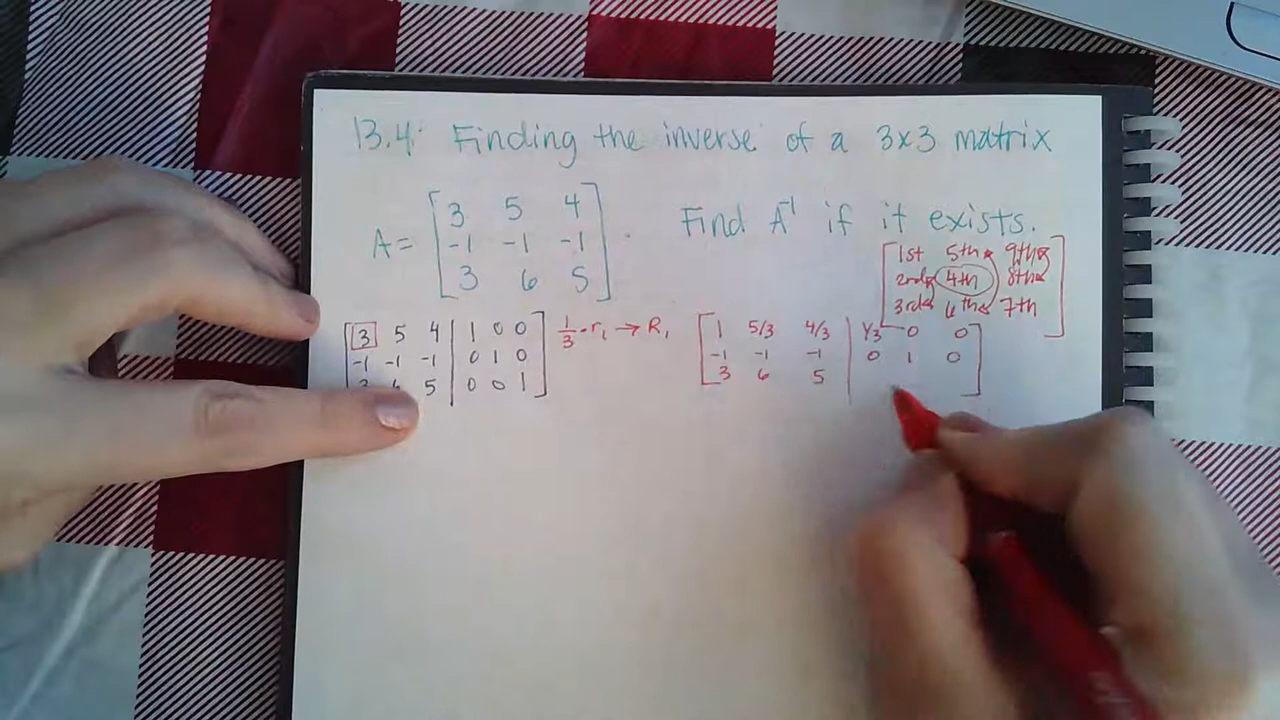 13.4: Finding the inverse of a 3x3 matrix
A = [3 5 4
-1 -1 -1
3 6 5].
Find A⁻¹ if it exists.
[1st 5th 9th
2nd 4th 8th
3rd 6th 7th]
[3 5 4 | 1 0 0
-1 -1 -1 | 0 1 0
5 | 0 0 1]
1/3 · r₁ → R₁
[1 5/3 4/3 | 1/3 0 0
-1 -1 -1 | 0 1 0
3 6 5 |]